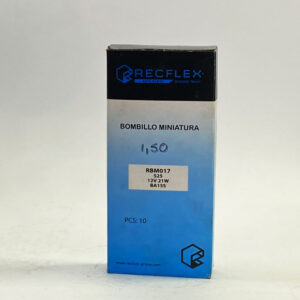 RECFLEX
BOMBILLO MINIATURA
1,50
RBM017
S25
12V 21W
BA15S
PCS: 10